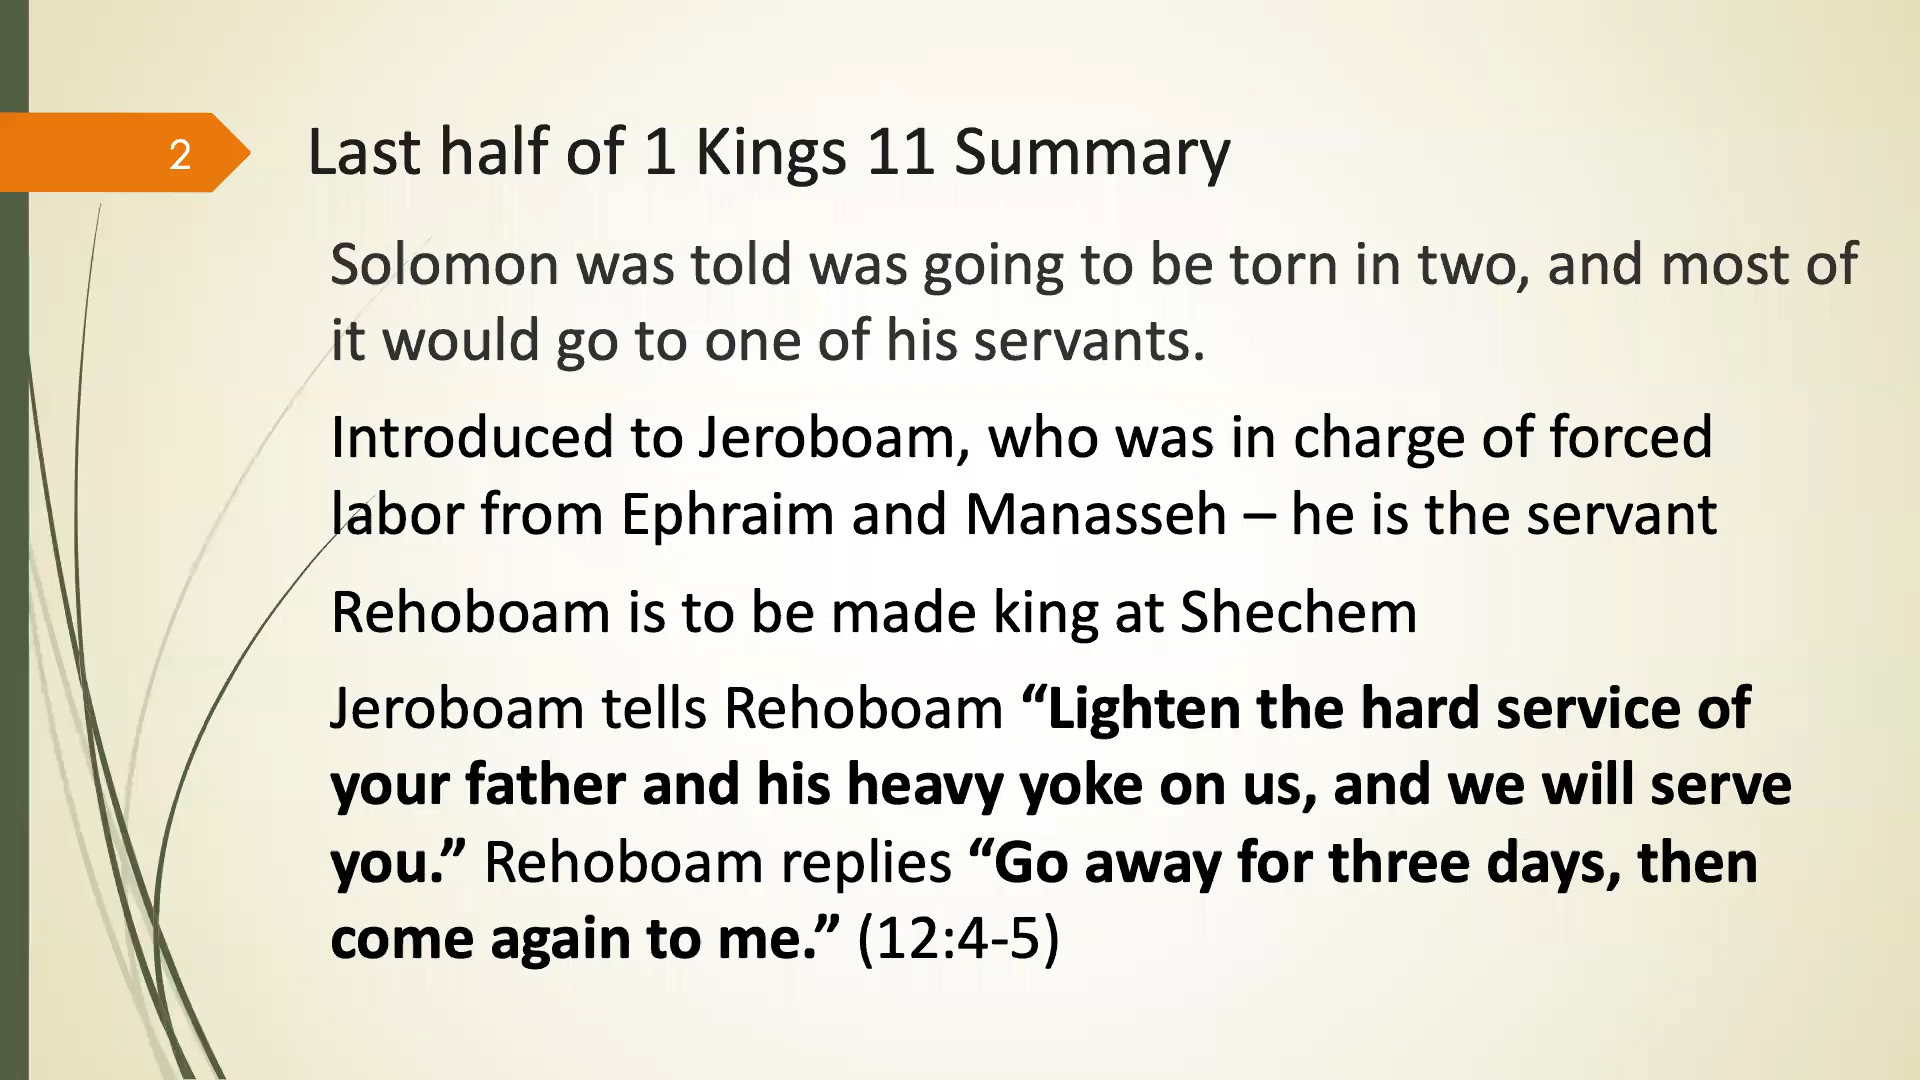 2
Last half of 1 Kings 11 Summary
Solomon was told was going to be torn in two, and most of
it would go to one of his servants.
Introduced to Jeroboam, who was in charge of forced
labor from Ephraim and Manasseh – he is the servant
Rehoboam is to be made king at Shechem
Jeroboam tells Rehoboam “Lighten the hard service of
your father and his heavy yoke on us, and we will serve
you.” Rehoboam replies “Go away for three days, then
come again to me.” (12:4-5)